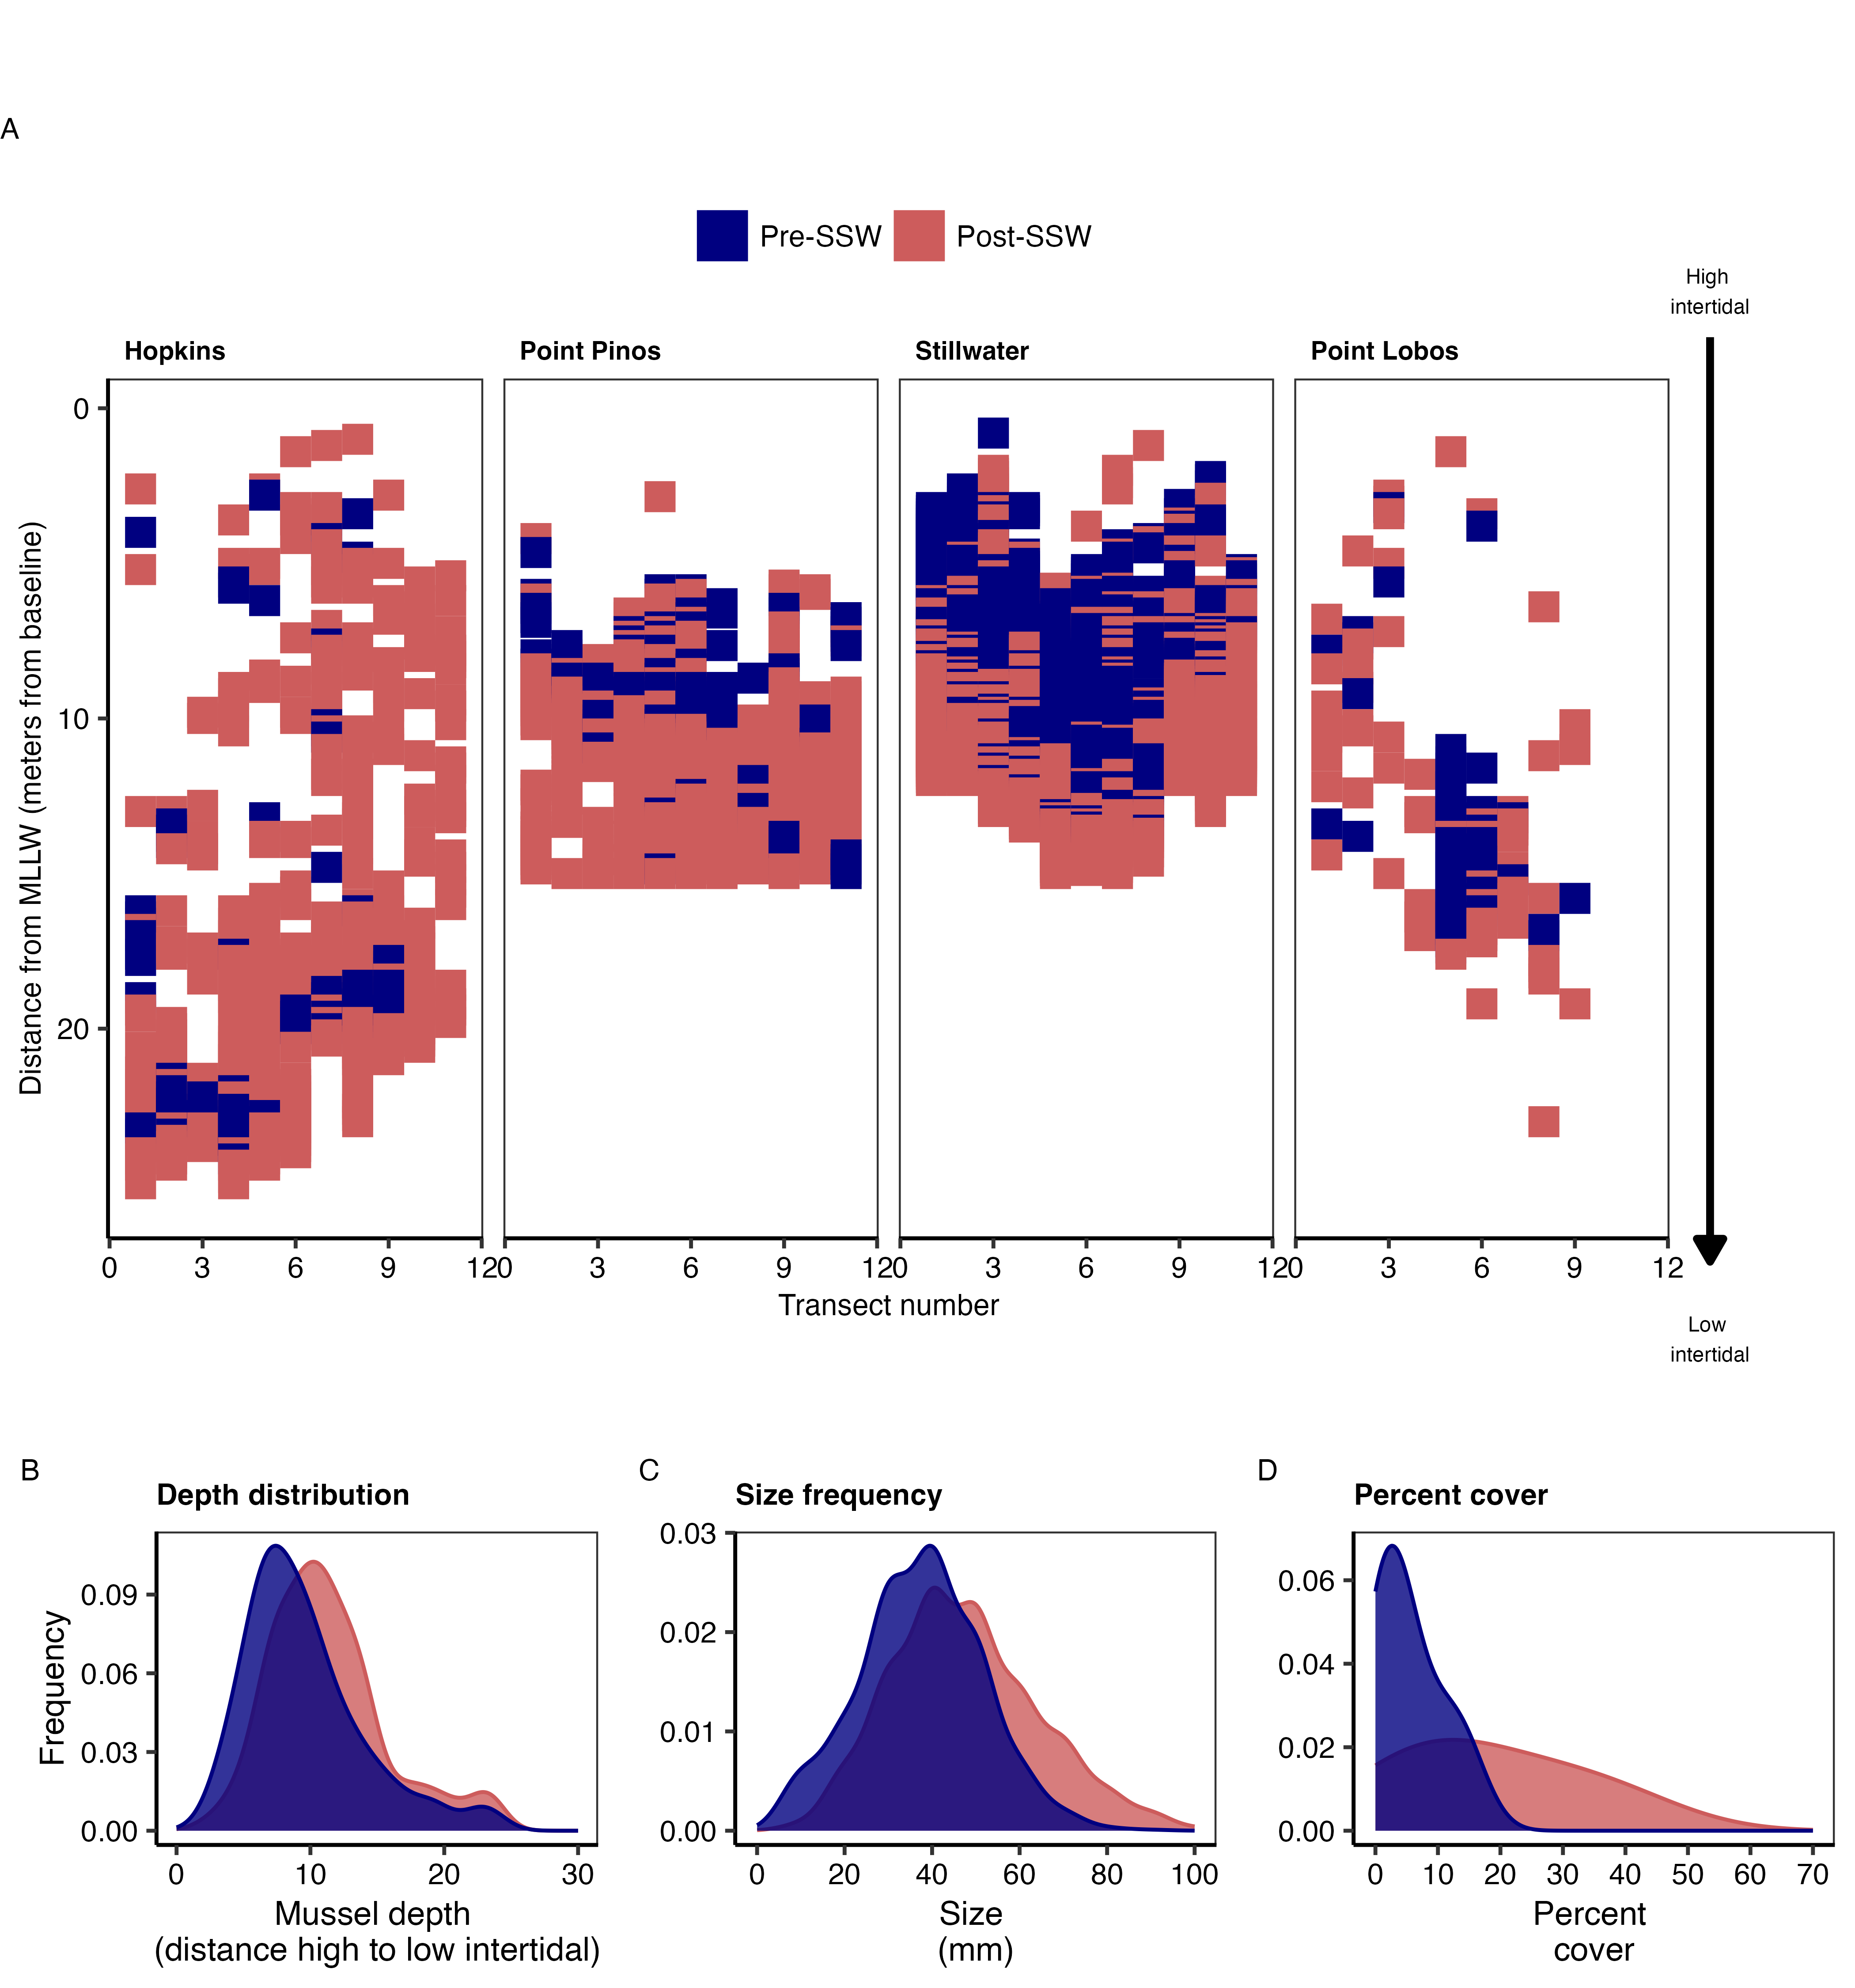 A
Pre-SSW Post-SSW
High
intertidal
Hopkins Point Pinos Stillwater Point Lobos
Distance from MLLW (meters from baseline)
0
10
20
0 3 6 9 12 0 3 6 9 12 0 3 6 9 12 0 3 6 9 12
Transect number
Low
intertidal
B
Depth distribution
Frequency
0.09
0.06
0.03
0.00
0 10 20 30
Mussel depth
(distance high to low intertidal)
C
Size frequency
0.03
0.02
0.01
0.00
0 20 40 60 80 100
Size
(mm)
D
Percent cover
0.06
0.04
0.02
0.00
0 10 20 30 40 50 60 70
Percent
cover